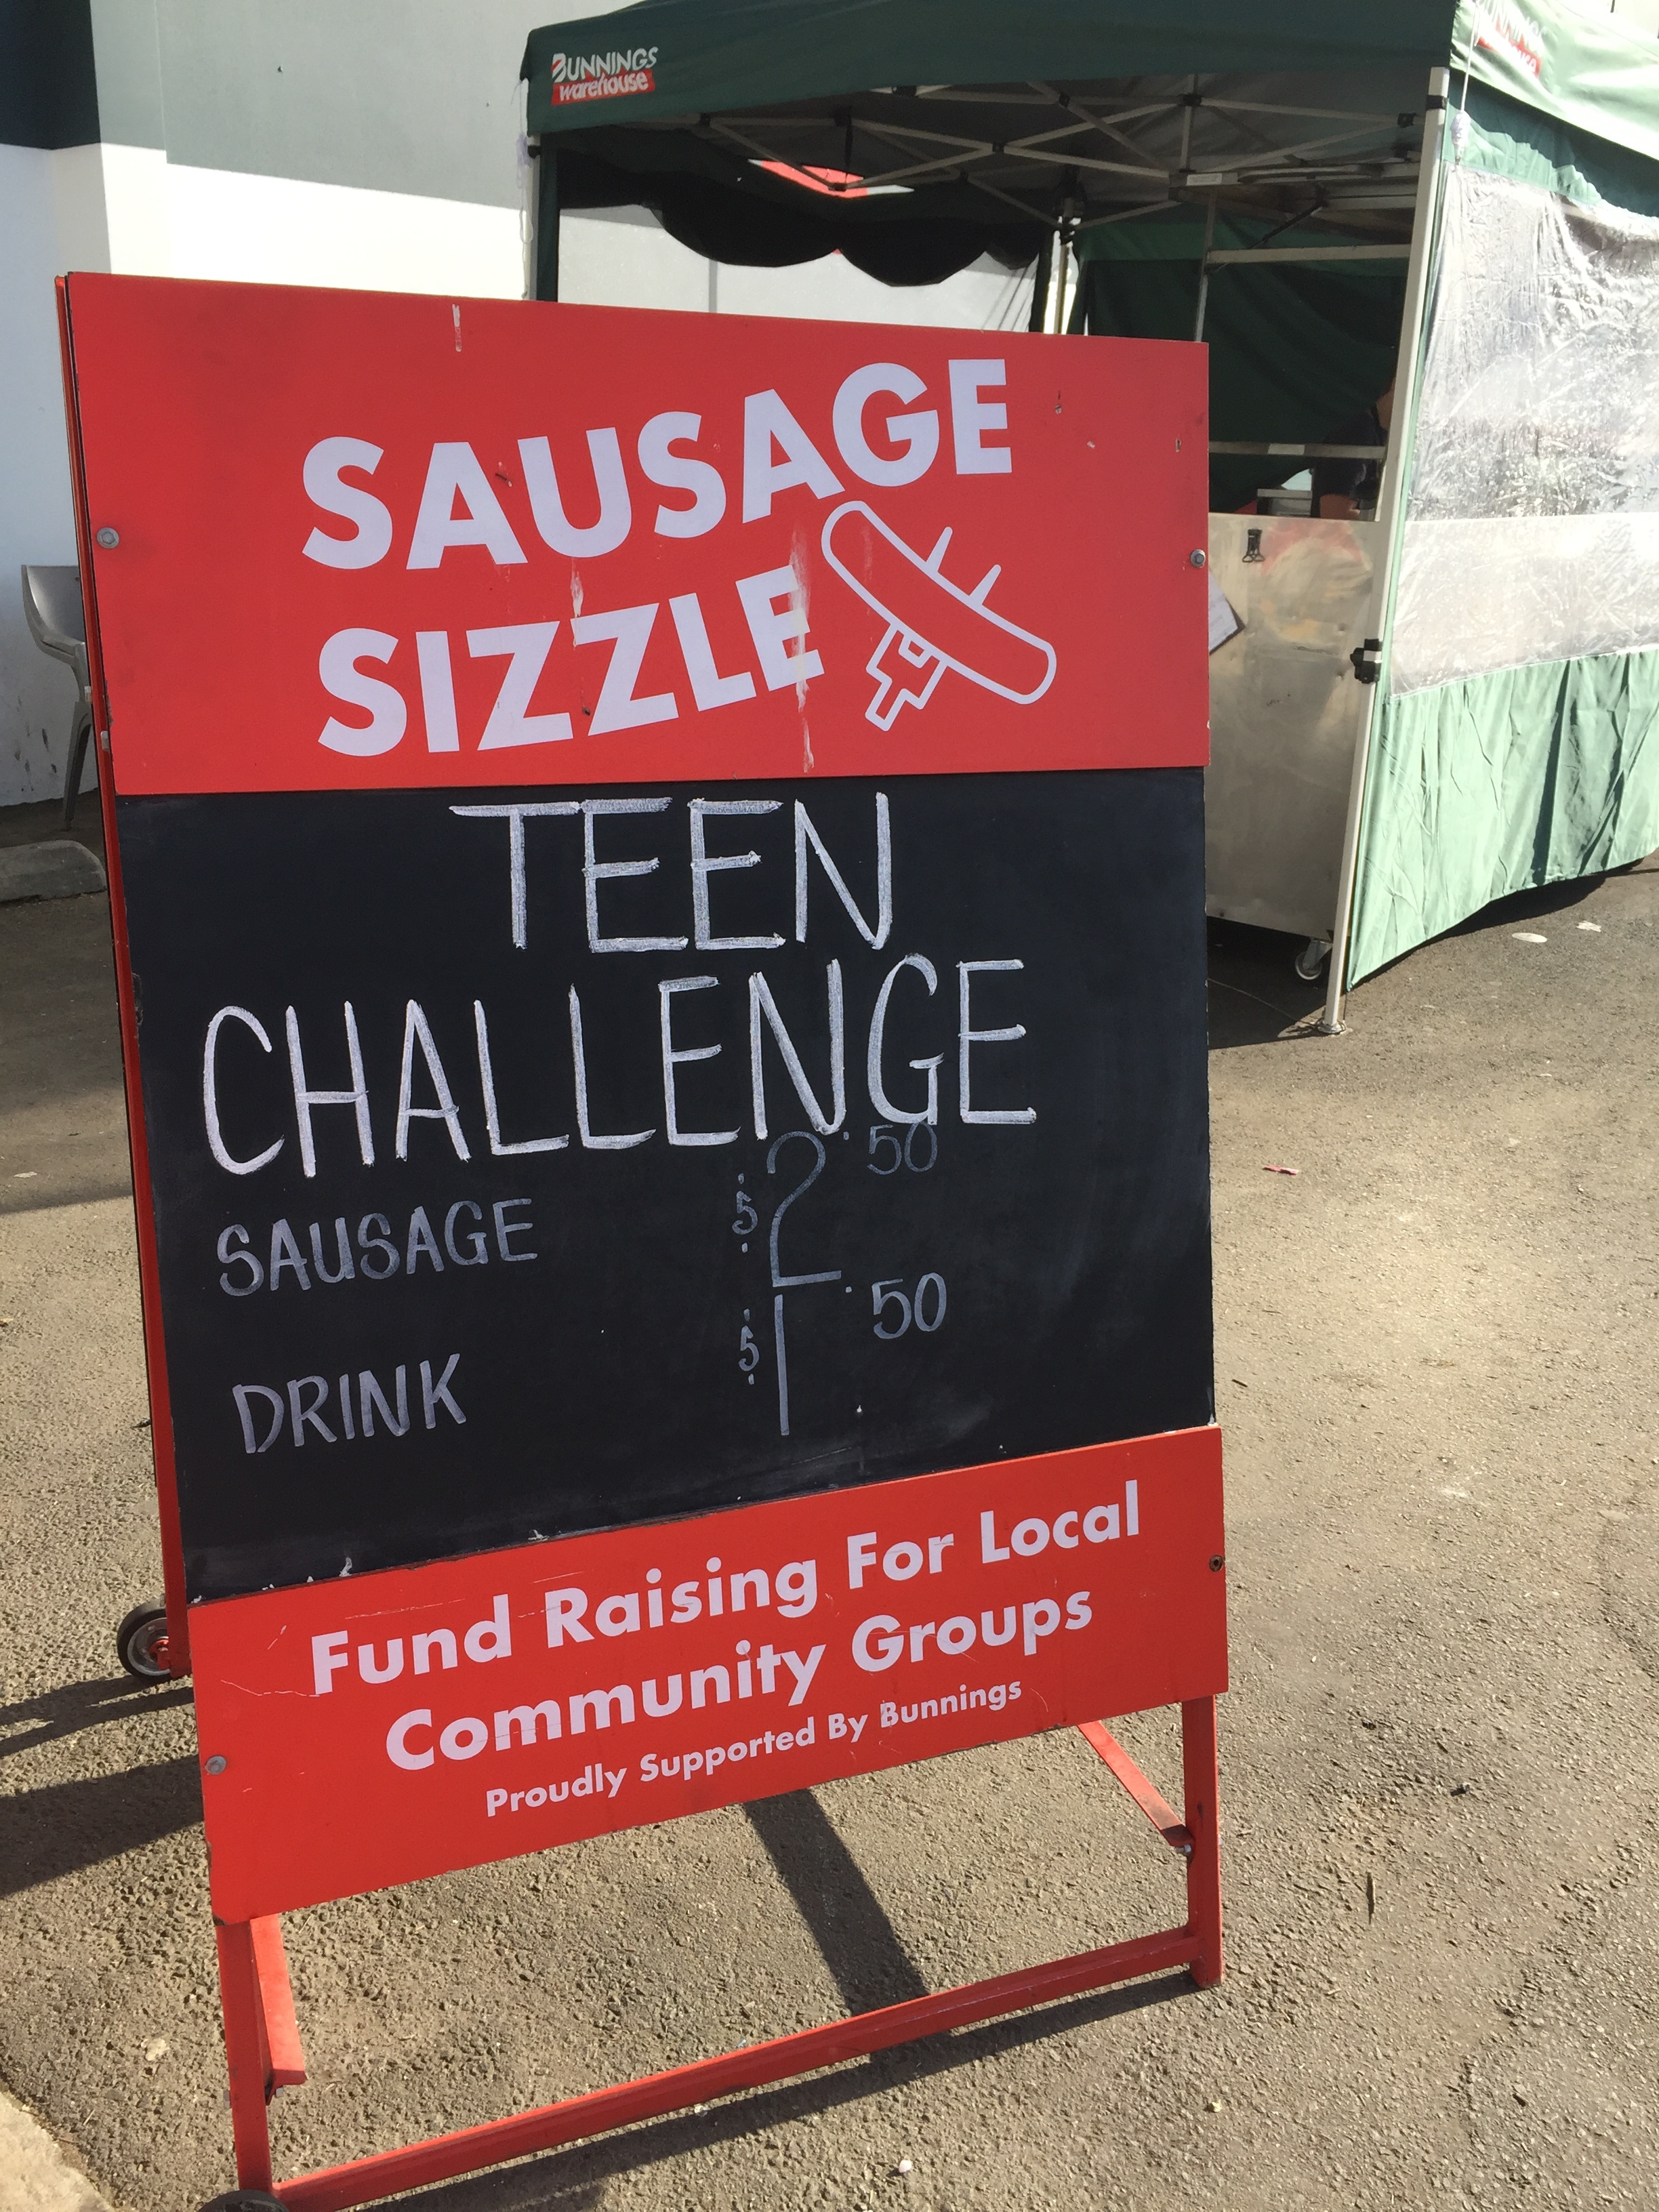 BUNNINGS
warehouse
SAUSAGE
SIZZLE
TEEN
CHALLENGE
SAUSAGE $2.50
DRINK $1.50
Fund Raising For Local
Community Groups
Proudly Supported By Bunnings